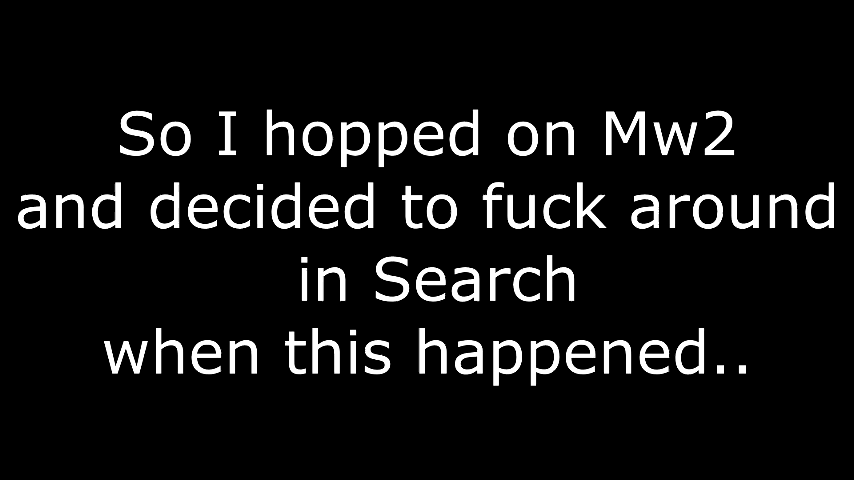 So I hopped on Mw2
and decided to fuck around
in Search
when this happened..